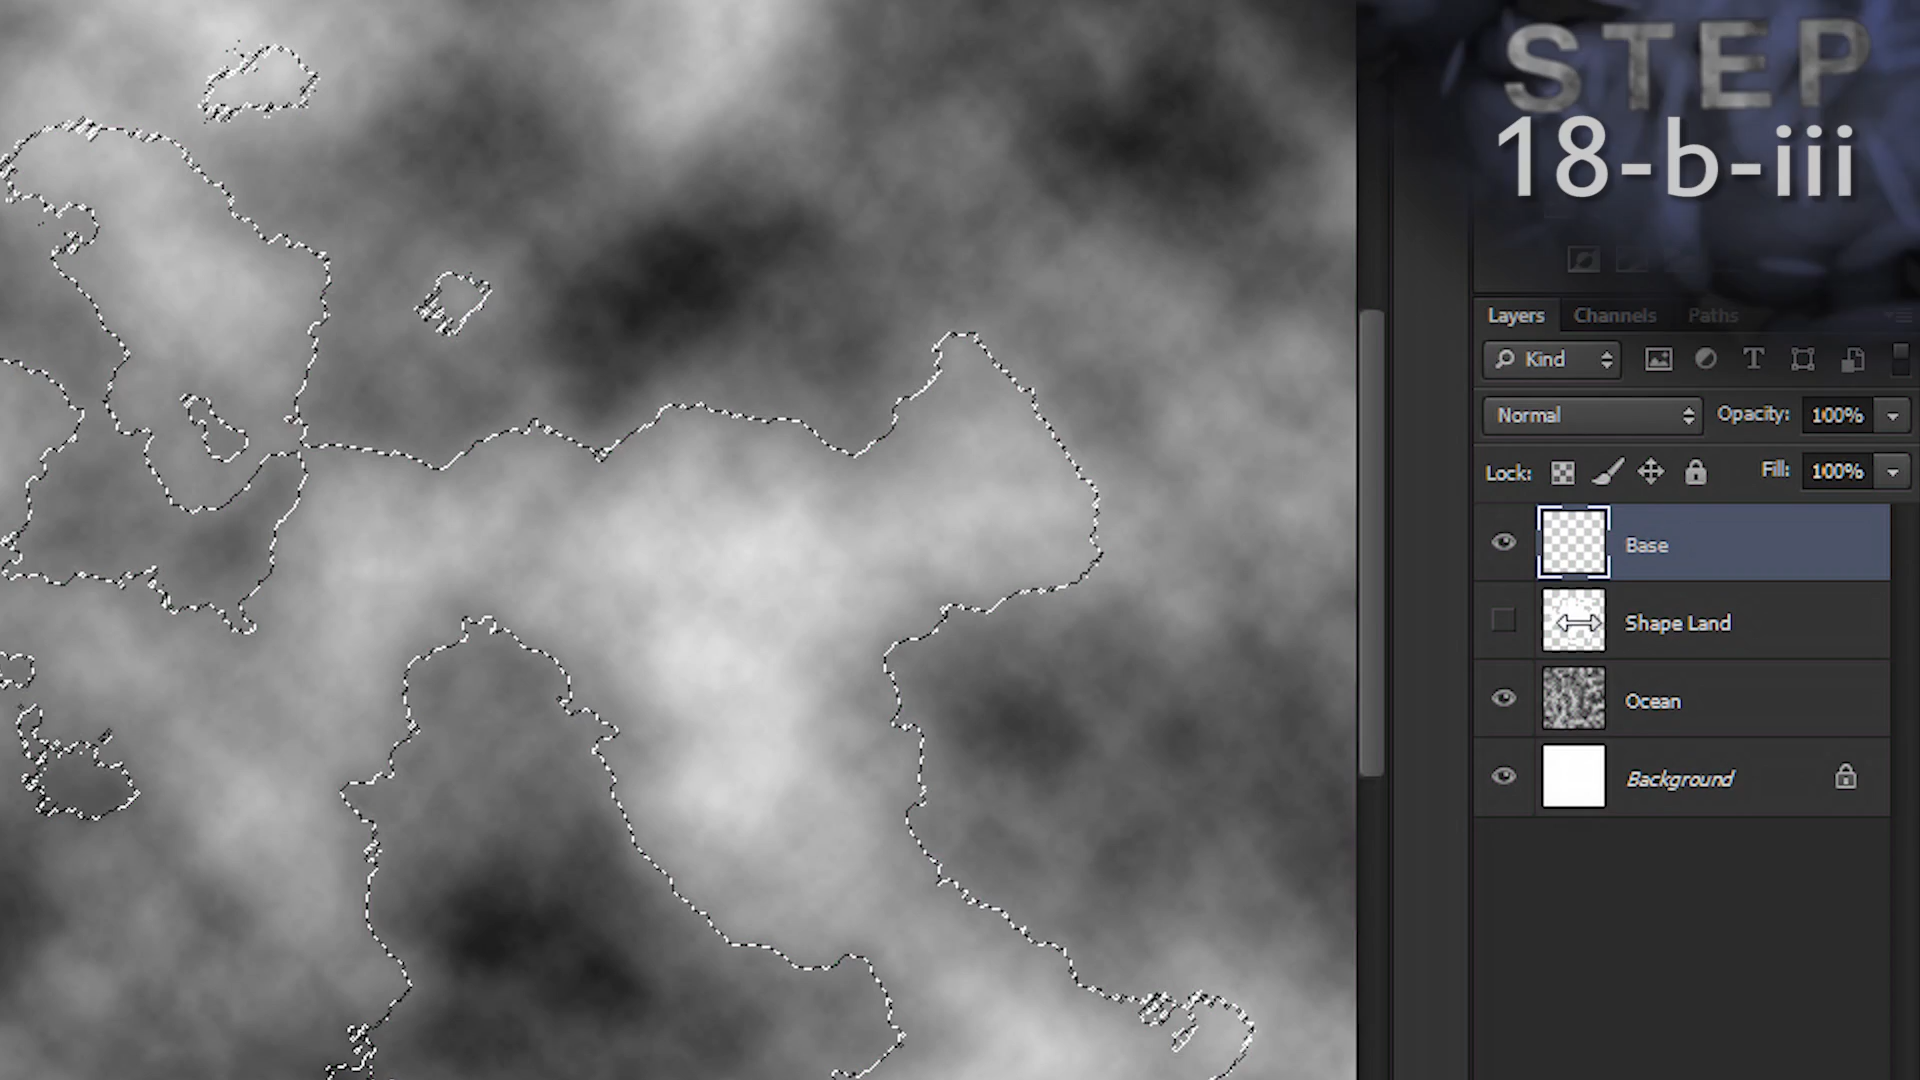 STEP
18-b-iii
Layers Channels Paths
Kind
Normal Opacity: 100%
Lock: Fill: 100%
Base
Shape Land
Ocean
Background